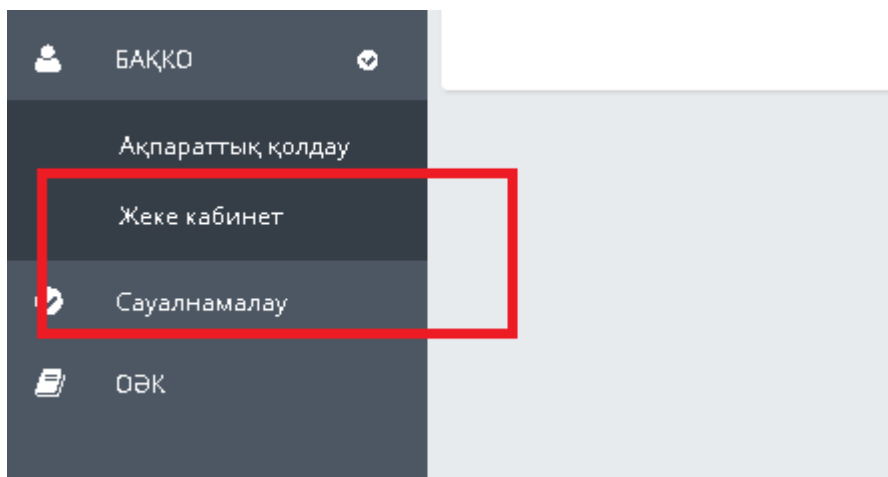 БАҚКО
Ақпараттық қолдау
Жеке кабинет
Сауалнамалау
ОӘК